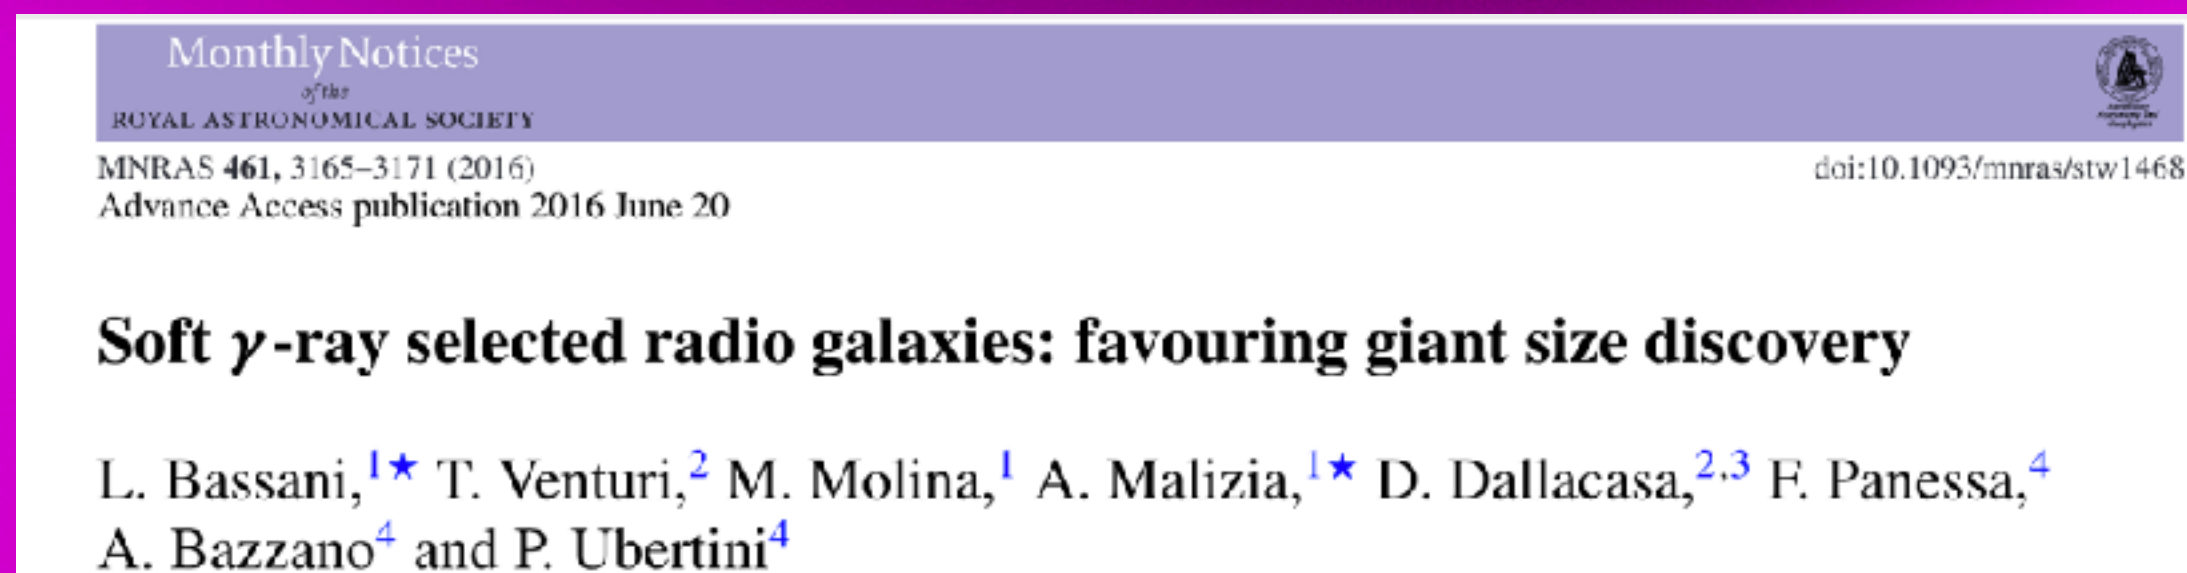 Monthly Notices
of the
ROYAL ASTRONOMICAL SOCIETY
MNRAS 461, 3165–3171 (2016)
doi:10.1093/mnras/stw1468
Advance Access publication 2016 June 20
Soft γ-ray selected radio galaxies: favouring giant size discovery
L. Bassani,1★ T. Venturi,2 M. Molina,1 A. Malizia,1★ D. Dallacasa,2,3 F. Panessa,4
A. Bazzano4 and P. Ubertini4